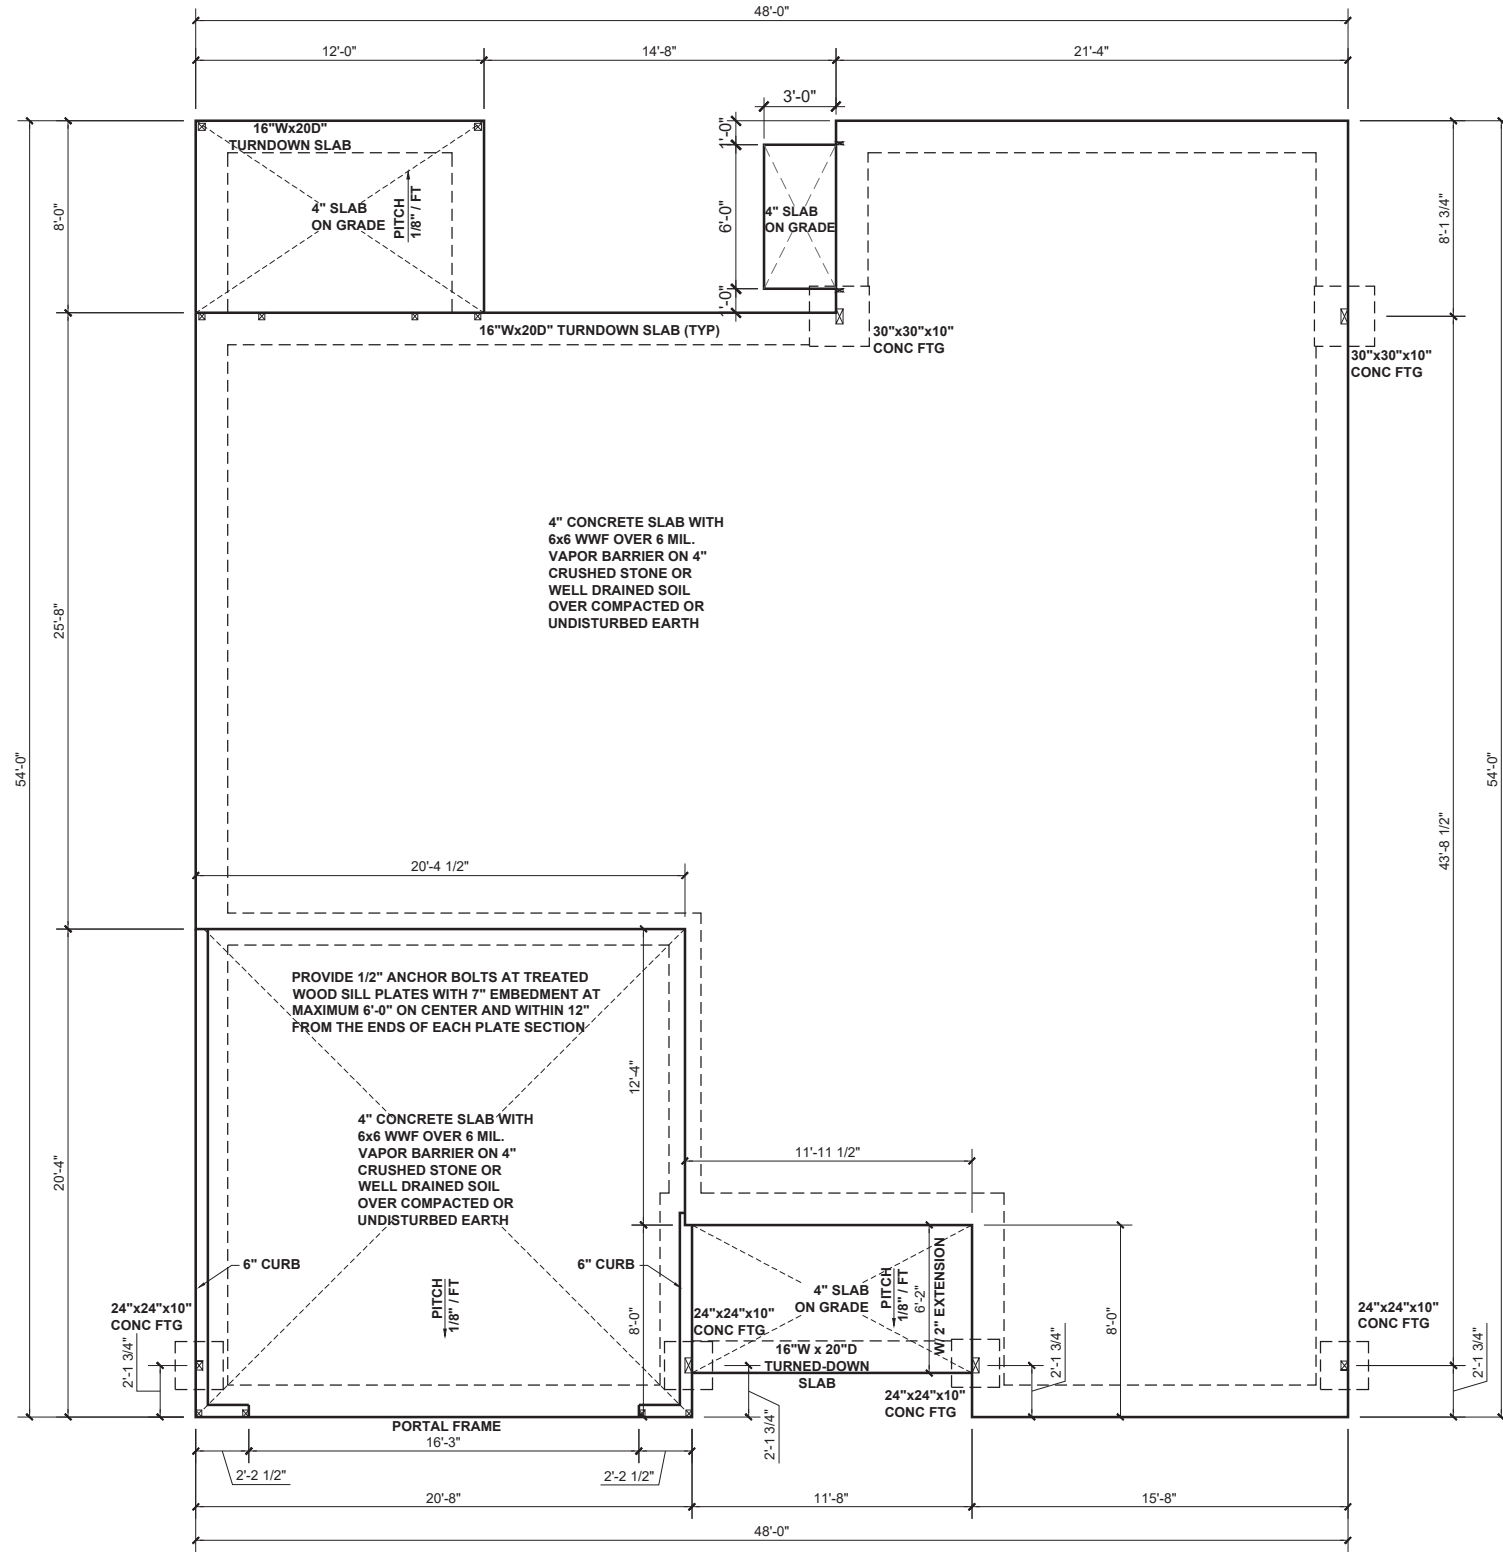 48'-0"
12'-0"
14'-8"
21'-4"
3'-0"
16"Wx20D"
TURNDOWN SLAB
1'-0"
8'-0"
4" SLAB
ON GRADE
PITCH
1/8" / FT
6'-0"
4" SLAB
ON GRADE
8'-1 3/4"
1'-0"
16"Wx20D" TURNDOWN SLAB (TYP)
30"x30"x10"
CONC FTG
30"x30"x10"
CONC FTG
4" CONCRETE SLAB WITH
6x6 WWF OVER 6 MIL.
VAPOR BARRIER ON 4"
CRUSHED STONE OR
WELL DRAINED SOIL
OVER COMPACTED OR
UNDISTURBED EARTH
25'-8"
54'-0"
54'-0"
43'-8 1/2"
20'-4 1/2"
PROVIDE 1/2" ANCHOR BOLTS AT TREATED
WOOD SILL PLATES WITH 7" EMBEDMENT AT
MAXIMUM 6'-0" ON CENTER AND WITHIN 12"
FROM THE ENDS OF EACH PLATE SECTION
12'-4"
4" CONCRETE SLAB WITH
6x6 WWF OVER 6 MIL.
VAPOR BARRIER ON 4"
CRUSHED STONE OR
WELL DRAINED SOIL
OVER COMPACTED OR
UNDISTURBED EARTH
20'-4"
11'-11 1/2"
6" CURB
6" CURB
PITCH
1/8" / FT
4" SLAB
ON GRADE
PITCH
1/8" / FT
6'-2"
W/ 2" EXTENSION
24"x24"x10"
CONC FTG
8'-0"
24"x24"x10"
CONC FTG
8'-0"
24"x24"x10"
CONC FTG
2'-1 3/4"
16"W x 20"D
TURNED-DOWN
SLAB
2'-1 3/4"
2'-1 3/4"
24"x24"x10"
CONC FTG
2'-1 3/4"
PORTAL FRAME
16'-3"
2'-2 1/2"
2'-2 1/2"
20'-8"
11'-8"
15'-8"
48'-0"